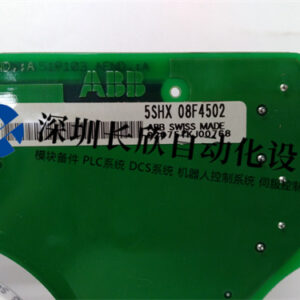 ABB
5SHX 08F4502
ABB SWISS MADE
深圳长欣自动化设
模块备件 PLC系统 DCS系统 机器人控制系统 伺服控制